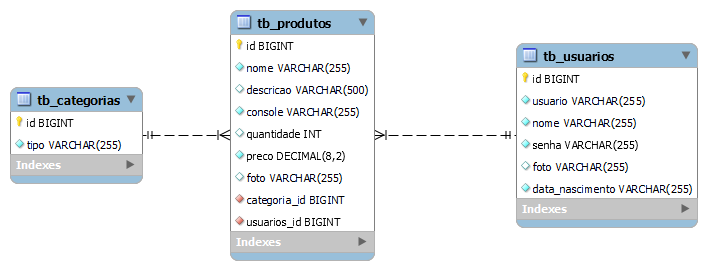 tb_categorias
id BIGINT
tipo VARCHAR(255)
Indexes
tb_produtos
id BIGINT
nome VARCHAR(255)
descricao VARCHAR(500)
console VARCHAR(255)
quantidade INT
preco DECIMAL(8,2)
foto VARCHAR(255)
categoria_id BIGINT
usuarios_id BIGINT
Indexes
tb_usuarios
id BIGINT
usuario VARCHAR(255)
nome VARCHAR(255)
senha VARCHAR(255)
foto VARCHAR(255)
data_nascimento VARCHAR(255)
Indexes